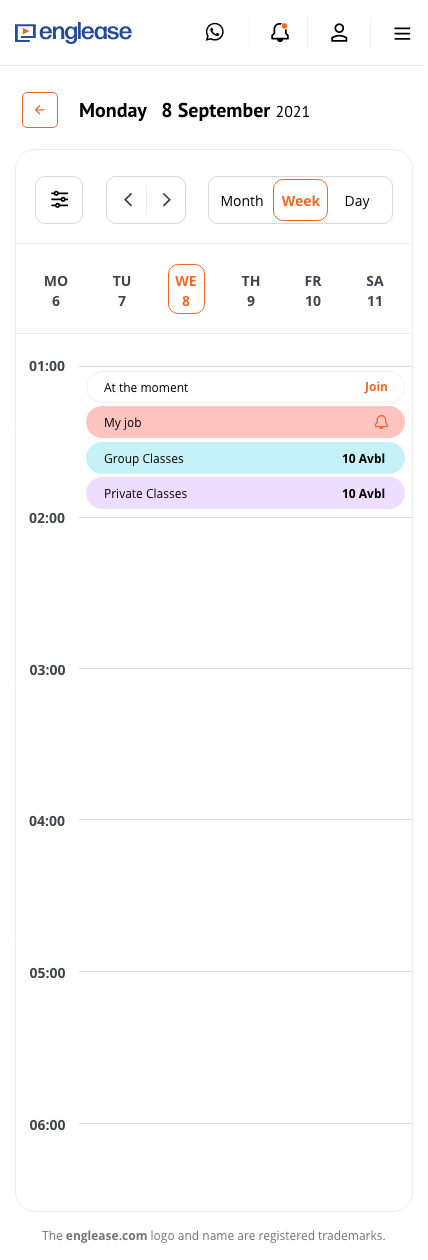 englease
Monday 8 September 2021
Month Week Day
MO TU WE TH FR SA
6 7 8 9 10 11
01:00
At the moment Join
My job
Group Classes 10 Avbl
Private Classes 10 Avbl
02:00
03:00
04:00
05:00
06:00
The englease.com logo and name are registered trademarks.